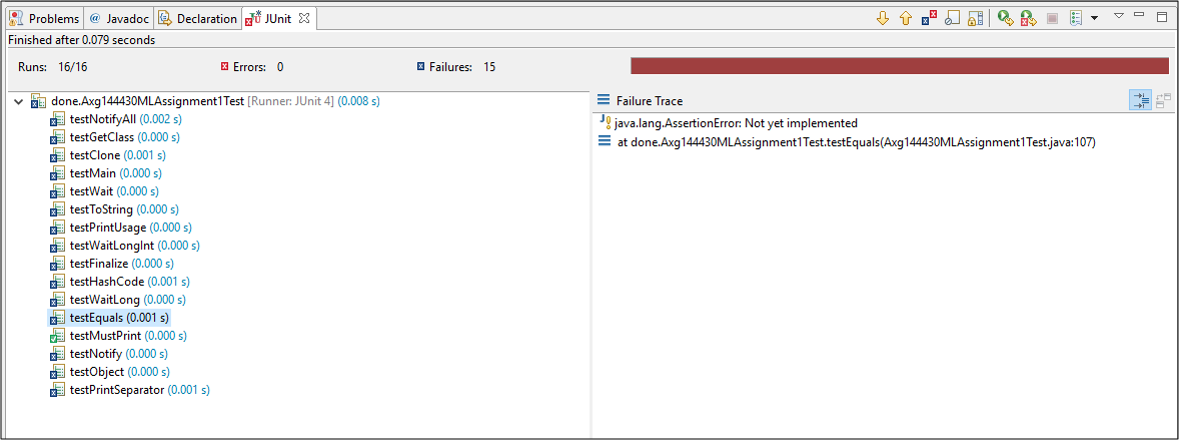 Problems @ Javadoc Declaration JUnit
Finished after 0.079 seconds
Runs: 16/16 Errors: 0 Failures: 15
done.Axg144430MLAssignment1Test [Runner: JUnit 4] (0.008 s)
testNotifyAll (0.002 s)
testGetClass (0.000 s)
testClone (0.001 s)
testMain (0.000 s)
testWait (0.000 s)
testToString (0.000 s)
testPrintUsage (0.000 s)
testWaitLongInt (0.000 s)
testFinalize (0.000 s)
testHashCode (0.001 s)
testWaitLong (0.000 s)
testEquals (0.001 s)
testMustPrint (0.000 s)
testNotify (0.000 s)
testObject (0.000 s)
testPrintSeparator (0.001 s)
Failure Trace
java.lang.AssertionError: Not yet implemented
at done.Axg144430MLAssignment1Test.testEquals(Axg144430MLAssignment1Test.java:107)